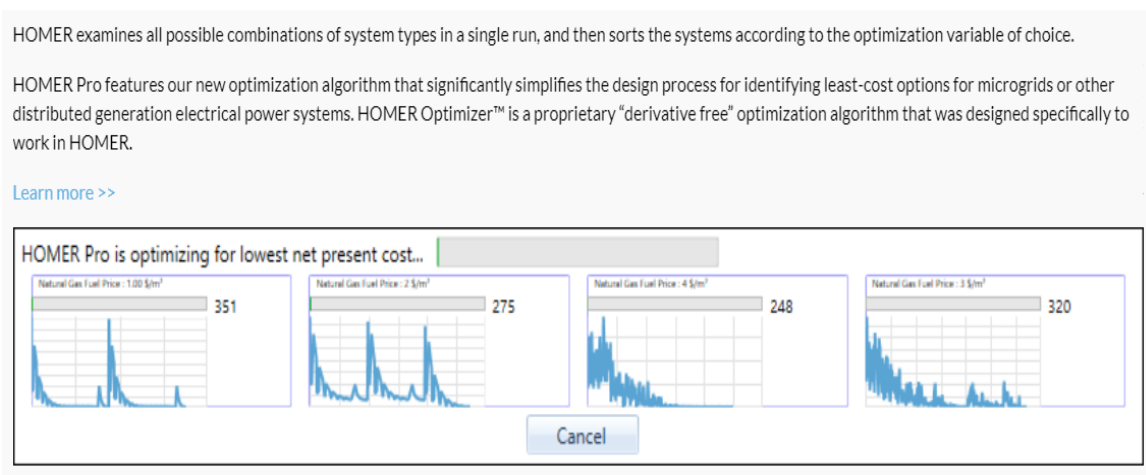 HOMER examines all possible combinations of system types in a single run, and then sorts the systems according to the optimization variable of choice.
HOMER Pro features our new optimization algorithm that significantly simplifies the design process for identifying least-cost options for microgrids or other
distributed generation electrical power systems. HOMER Optimizer™ is a proprietary “derivative free” optimization algorithm that was designed specifically to
work in HOMER.
Learn more >>
HOMER Pro is optimizing for lowest net present cost...
Natural Gas Fuel Price : 1.00 $/m³
351
Natural Gas Fuel Price : 2 $/m³
275
Natural Gas Fuel Price : 4 $/m³
248
Natural Gas Fuel Price : 3 $/m³
320
Cancel